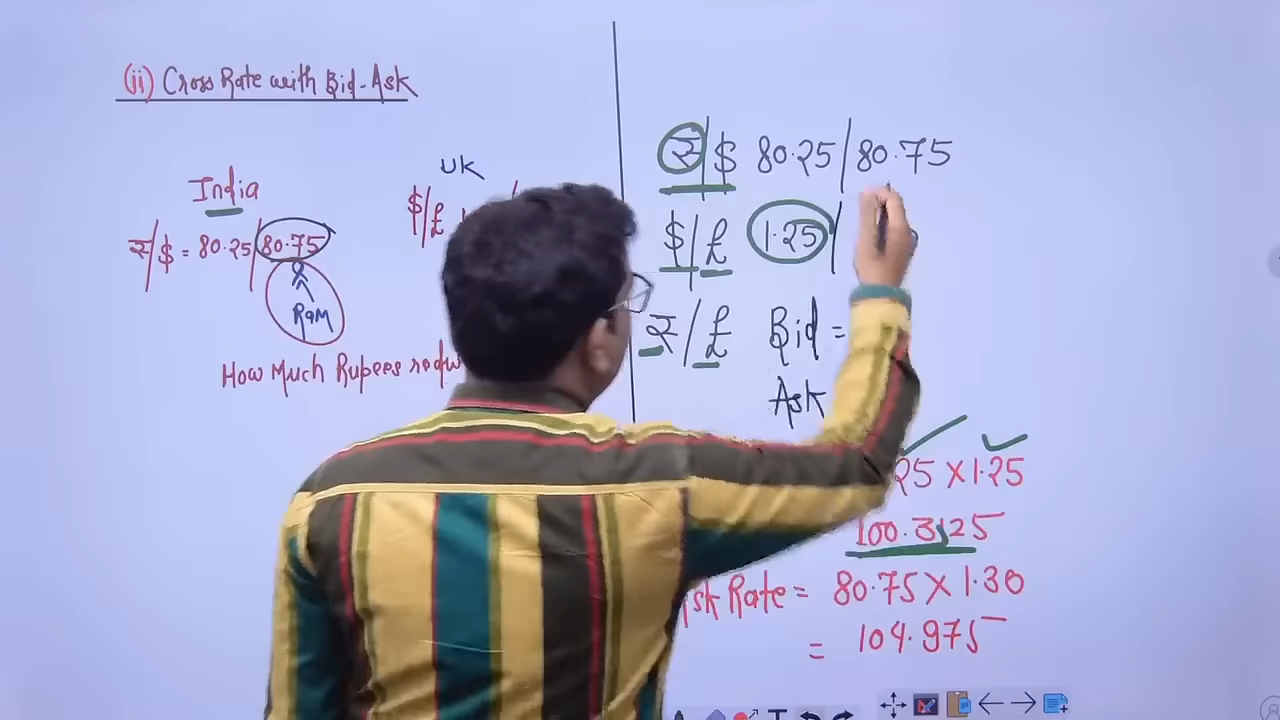 (ii) Cross Rate with Bid-Ask
India
₹/$ = 80.25/80.75
Ram
How Much Rupees
UK
$/£
₹/$ 80.25/80.75
$/£ 1.25/
₹/£ Bid =
Ask
25 × 1.25
100.3125
Ask Rate = 80.75 × 1.30
= 104.975